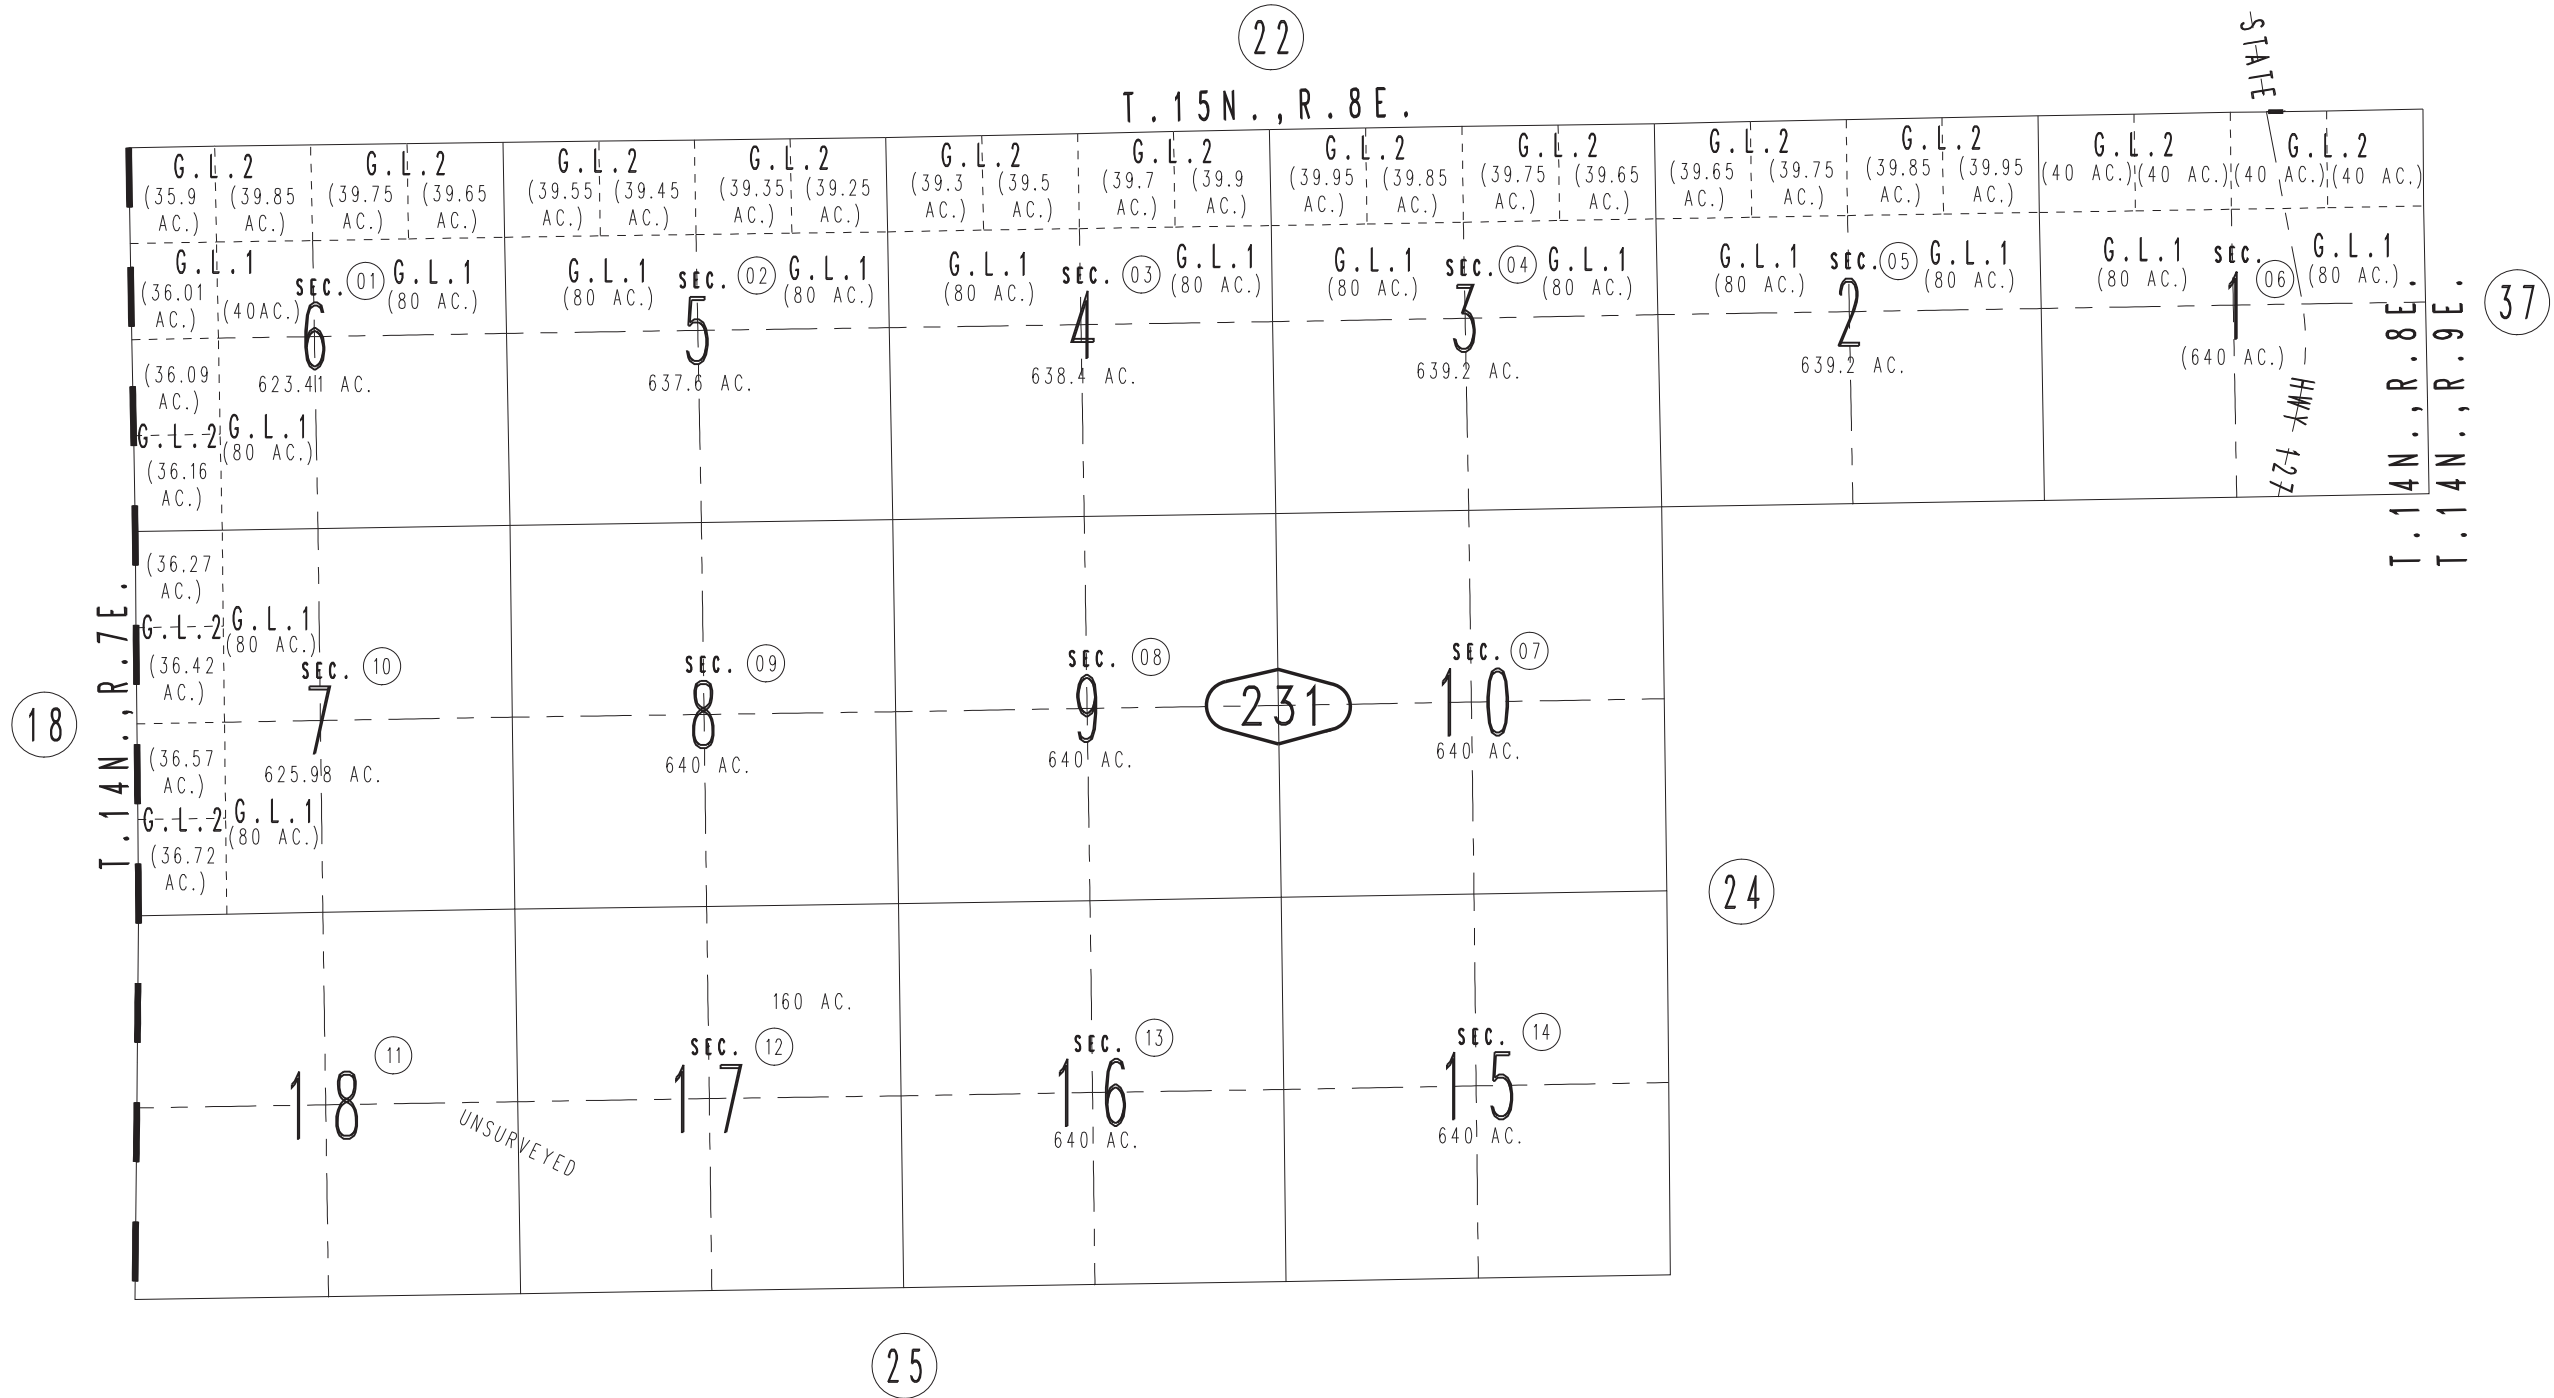 22
T.15N.,R.8E.
STATE
G.L.2
G.L.2
G.L.2
G.L.2
G.L.2
G.L.2
G.L.2
G.L.2
G.L.2
G.L.2
G.L.2
G.L.2
(35.9 AC.)
(39.85 AC.)
(39.75 AC.)
(39.65 AC.)
(39.55 AC.)
(39.45 AC.)
(39.35 AC.)
(39.25 AC.)
(39.3 AC.)
(39.5 AC.)
(39.7 AC.)
(39.9 AC.)
(39.95 AC.)
(39.85 AC.)
(39.75 AC.)
(39.65 AC.)
(39.65 AC.)
(39.75 AC.)
(39.85 AC.)
(39.95 AC.)
(40 AC.)
(40 AC.)
(40 AC.)
(40 AC.)
G.L.1
(36.01 AC.)
(40AC.)
SEC. 01
6
623.41 AC.
G.L.1
(80 AC.)
G.L.1
(80 AC.)
SEC. 02
5
637.6 AC.
G.L.1
(80 AC.)
G.L.1
(80 AC.)
SEC. 03
4
638.4 AC.
G.L.1
(80 AC.)
G.L.1
(80 AC.)
SEC. 04
3
639.2 AC.
G.L.1
(80 AC.)
G.L.1
(80 AC.)
SEC. 05
2
639.2 AC.
G.L.1
(80 AC.)
G.L.1
(80 AC.)
SEC. 06
1
(640 AC.)
G.L.1
(80 AC.)
HWY 127
T.14N.,R.8E.
T.14N.,R.9E.
37
(36.09 AC.)
G.L.2
G.L.1
(80 AC.)
(36.16 AC.)
(36.27 AC.)
G.L.2
G.L.1
(80 AC.)
(36.42 AC.)
T.14N.,R.7E.
18
SEC. 10
7
625.98 AC.
(36.57 AC.)
G.L.2
G.L.1
(80 AC.)
(36.72 AC.)
SEC. 09
8
640 AC.
SEC. 08
9
640 AC.
231
SEC. 07
10
640 AC.
24
11
18
UNSURVEYED
160 AC.
SEC. 12
17
SEC. 13
16
640 AC.
SEC. 14
15
640 AC.
25